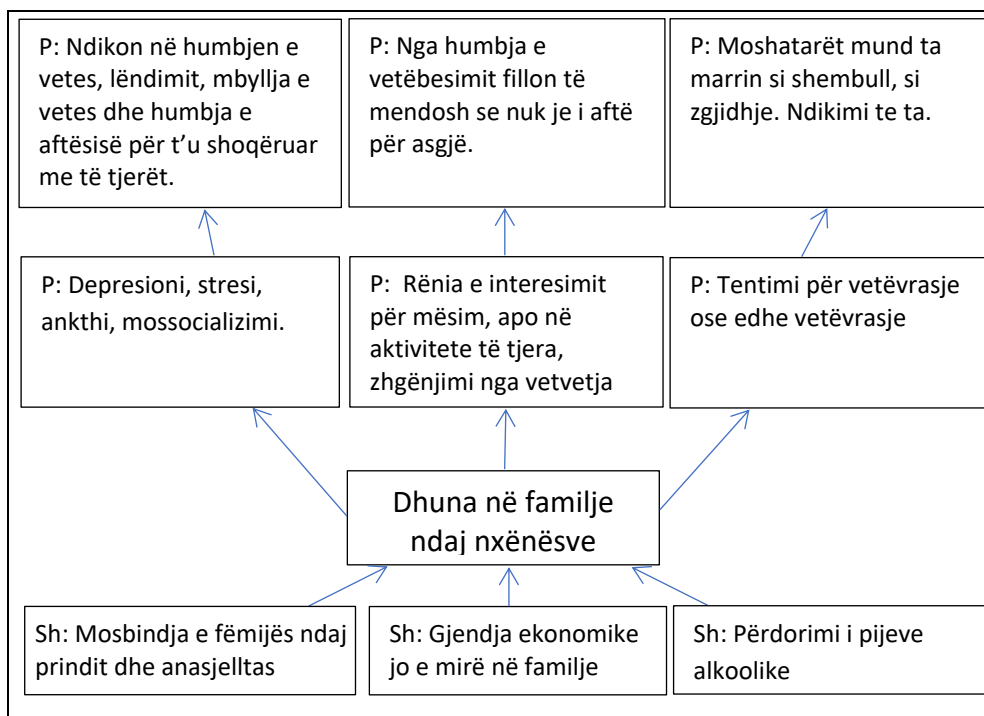 P: Ndikon në humbjen e
vetes, lëndimit, mbyllja e
vetes dhe humbja e
aftësisë për t’u shoqëruar
me të tjerët.
P: Nga humbja e
vetëbesimit fillon të
mendosh se nuk je i aftë
për asgjë.
P: Moshatarët mund ta
marrin si shembull, si
zgjidhje. Ndikimi te ta.
P: Depresioni, stresi,
ankthi, mossocializimi.
P: Rënia e interesimit
për mësim, apo në
aktivitete të tjera,
zhgënjimi nga vetvetja
P: Tentimi për vetëvrasje
ose edhe vetëvrasje
Dhuna në familje
ndaj nxënësve
Sh: Mosbindja e fëmijës ndaj
prindit dhe anasjelltas
Sh: Gjendja ekonomike
jo e mirë në familje
Sh: Përdorimi i pijeve
alkoolike